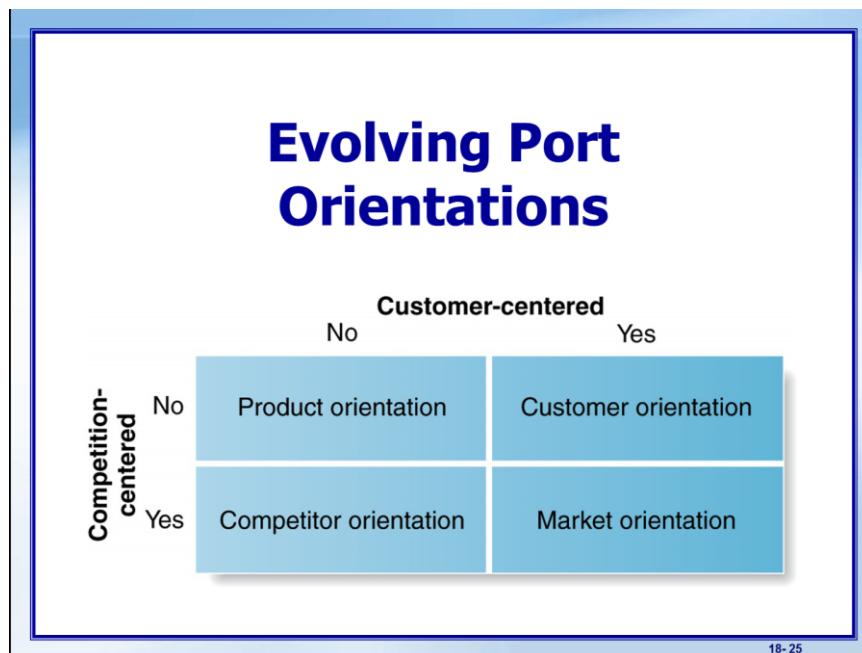 Evolving Port
Orientations
Customer-centered
No Yes
Competition-
centered
No Product orientation Customer orientation
Yes Competitor orientation Market orientation
18- 25